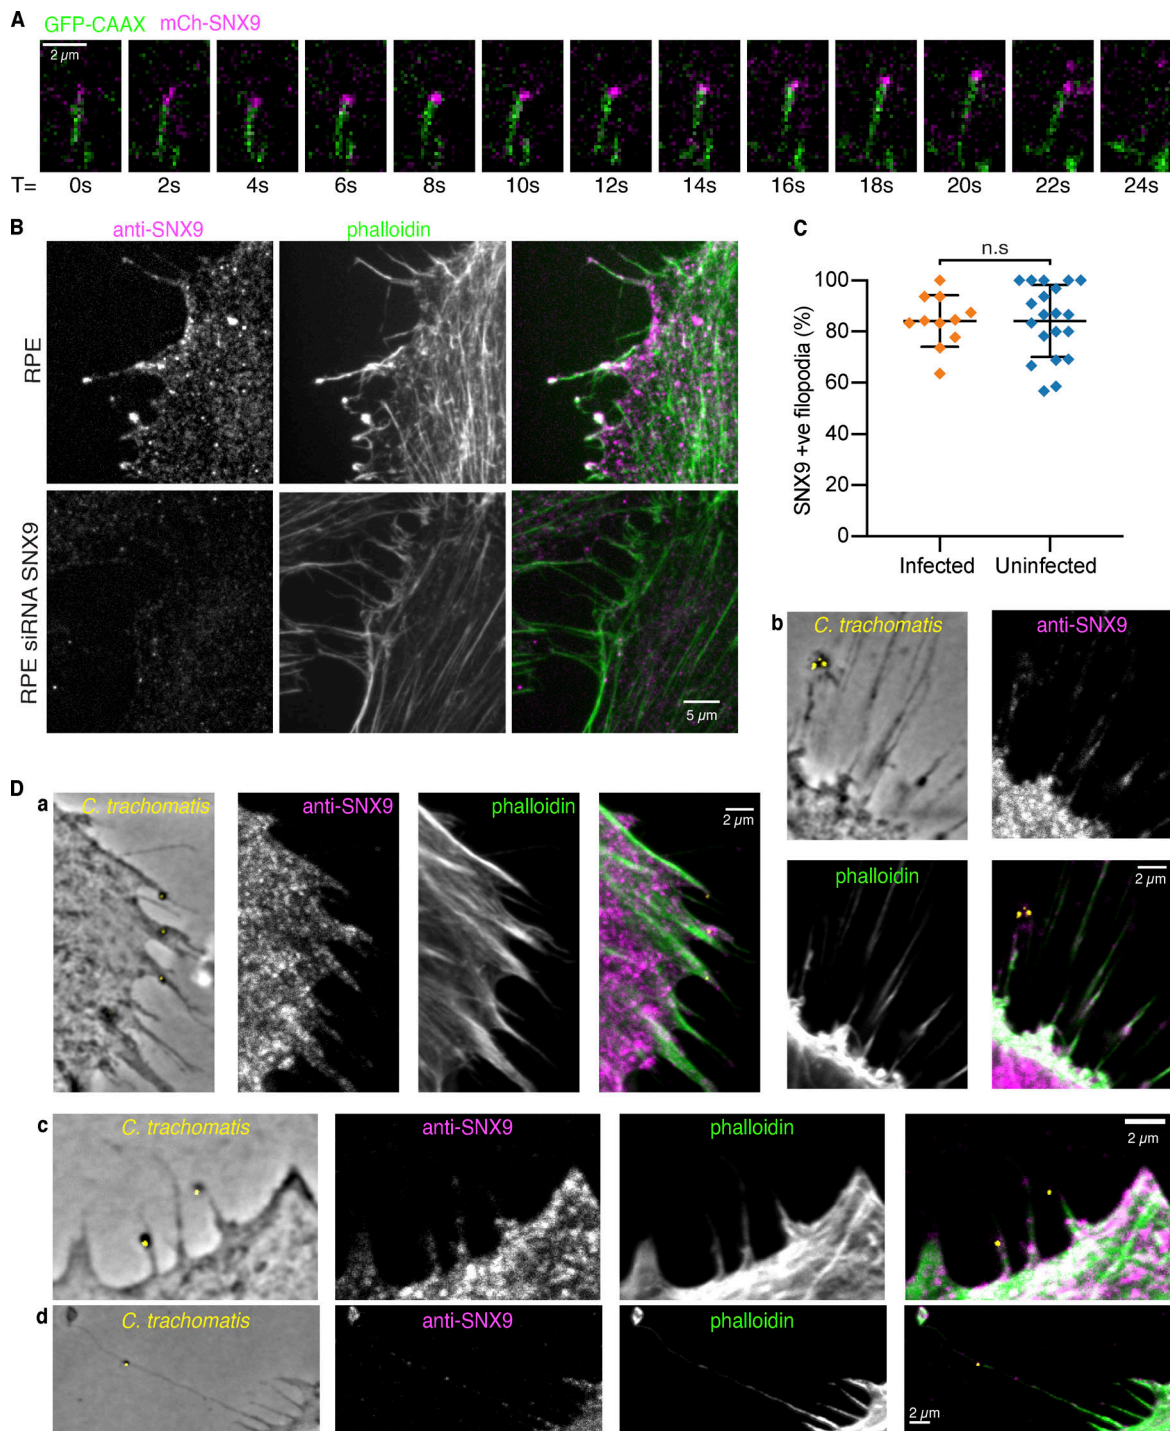 A
GFP-CAAX mCh-SNX9
2 µm
T= 0s 2s 4s 6s 8s 10s 12s 14s 16s 18s 20s 22s 24s
B
anti-SNX9 phalloidin
RPE
RPE siRNA SNX9
5 µm
C
n.s
SNX9 +ve filopodia (%)
100
80
60
40
20
0
Infected Uninfected
D
a
C. trachomatis anti-SNX9 phalloidin
2 µm
b
C. trachomatis anti-SNX9
phalloidin
2 µm
c
C. trachomatis anti-SNX9 phalloidin
2 µm
d
C. trachomatis anti-SNX9 phalloidin
2 µm